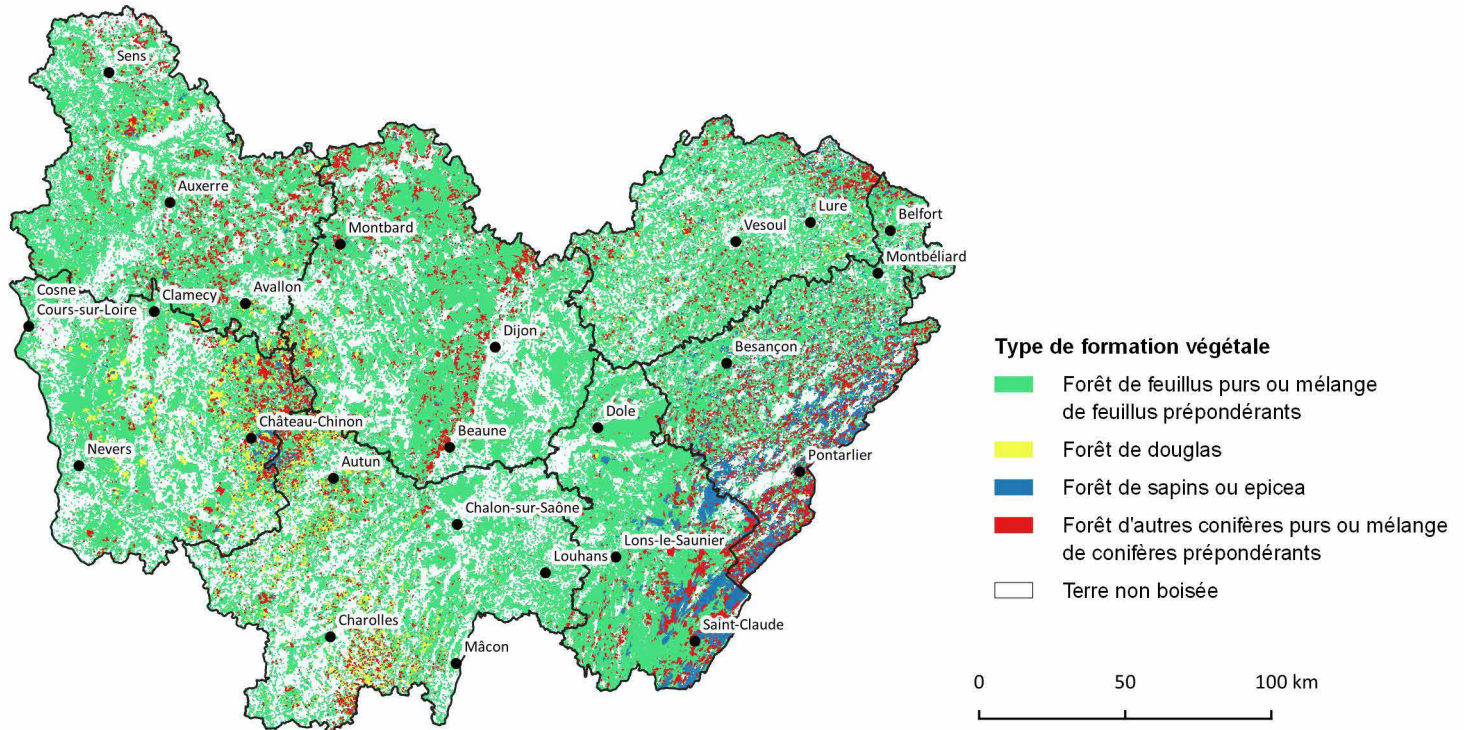 Sens
Auxerre
Montbard
Vesoul
Lure
Belfort
Montbéliard
Cosne
Cours-sur-Loire
Clamecy
Avallon
Dijon
Besançon
Château-Chinon
Beaune
Dole
Nevers
Autun
Pontarlier
Chalon-sur-Saône
Louhans
Lons-le-Saunier
Charolles
Mâcon
Saint-Claude
Type de formation végétale
Forêt de feuillus purs ou mélange
de feuillus prépondérants
Forêt de douglas
Forêt de sapins ou epicea
Forêt d'autres conifères purs ou mélange
de conifères prépondérants
Terre non boisée
0 50 100 km